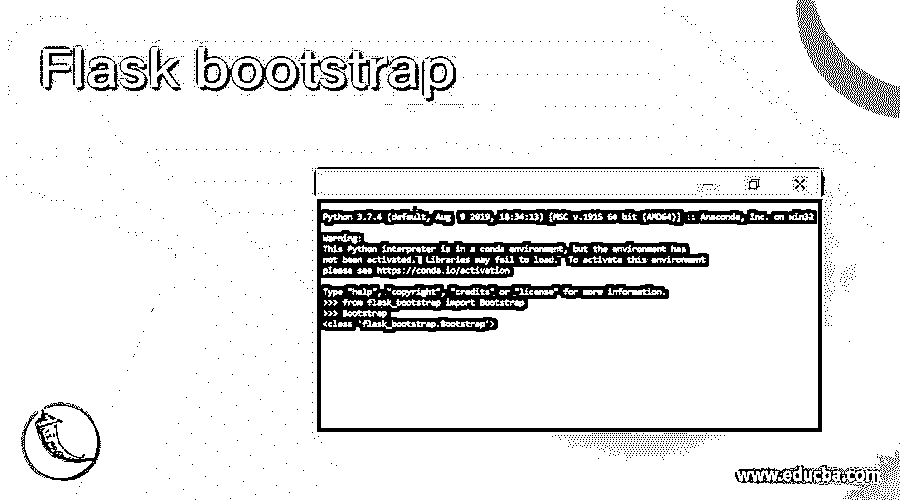 Flask bootstrap
Python 3.7.4 (default, Aug  9 2019, 18:34:13) [MSC v.1915 64 bit (AMD64)] :: Anaconda, Inc. on win32
Warning:
This Python interpreter is in a conda environment, but the environment has
not been activated.  Libraries may fail to load.  To activate this environment
please see https://conda.io/activation
Type "help", "copyright", "credits" or "license" for more information.
>>> from flask_bootstrap import Bootstrap
>>> Bootstrap
<class 'flask_bootstrap.Bootstrap'>
www.educba.com